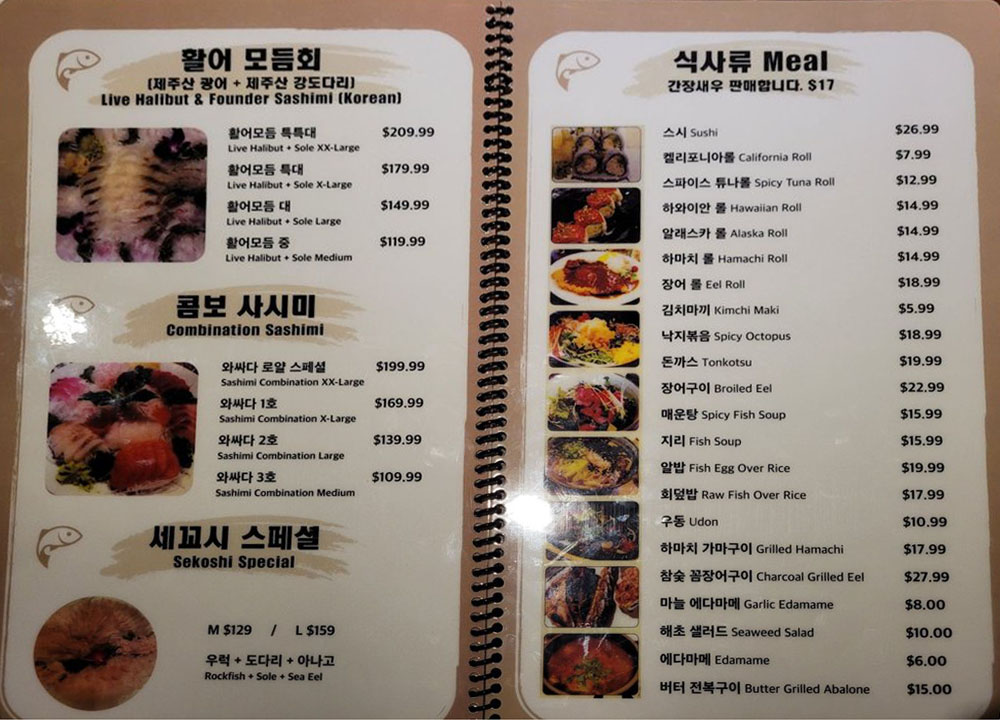 활어 모듬회
(제주산 광어 + 제주산 강도다리)
Live Halibut & Founder Sashimi (Korean)
활어모듬 특특대 $209.99
Live Halibut + Sole XX-Large
활어모듬 특대 $179.99
Live Halibut + Sole X-Large
활어모듬 대 $149.99
Live Halibut + Sole Large
활어모듬 중 $119.99
Live Halibut + Sole Medium
콤보 사시미
Combination Sashimi
와싸다 로얄 스페셜 $199.99
Sashimi Combination XX-Large
와싸다 1호 $169.99
Sashimi Combination X-Large
와싸다 2호 $139.99
Sashimi Combination Large
와싸다 3호 $109.99
Sashimi Combination Medium
세꼬시 스페셜
Sekoshi Special
M $129 / L $159
우럭 + 도다리 + 아나고
Rockfish + Sole + Sea Eel
식사류 Meal
간장새우 판매합니다. $17
스시 Sushi $26.99
켈리포니아롤 California Roll $7.99
스파이스 튜나롤 Spicy Tuna Roll $12.99
하와이안 롤 Hawaiian Roll $14.99
알래스카 롤 Alaska Roll $14.99
하마치 롤 Hamachi Roll $14.99
장어 롤 Eel Roll $18.99
김치마끼 Kimchi Maki $5.99
낙지볶음 Spicy Octopus $18.99
돈까스 Tonkotsu $19.99
장어구이 Broiled Eel $22.99
매운탕 Spicy Fish Soup $15.99
지리 Fish Soup $15.99
알밥 Fish Egg Over Rice $19.99
회덮밥 Raw Fish Over Rice $17.99
우동 Udon $10.99
하마치 가마구이 Grilled Hamachi $17.99
참숯 꼼장어구이 Charcoal Grilled Eel $27.99
마늘 에다마메 Garlic Edamame $8.00
해초 샐러드 Seaweed Salad $10.00
에다마메 Edamame $6.00
버터 전복구이 Butter Grilled Abalone $15.00